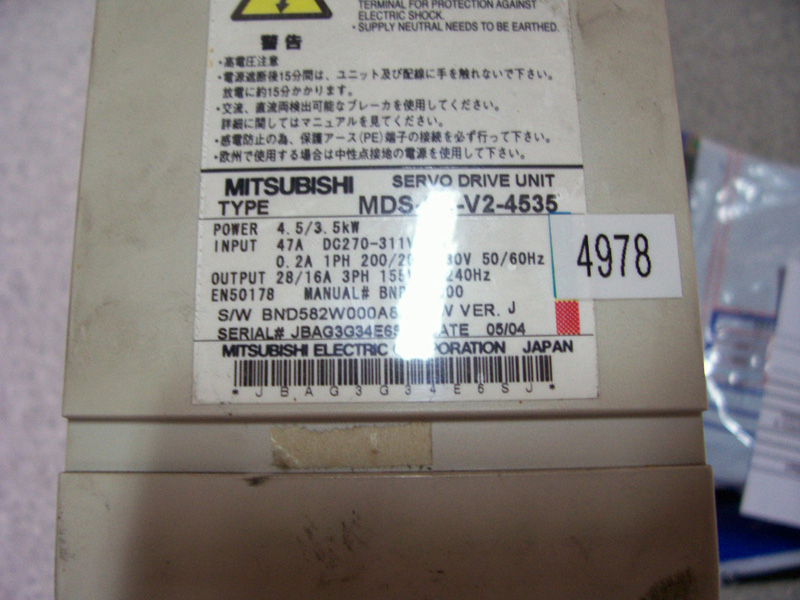 TERMINAL FOR PROTECTION AGAINST
ELECTRIC SHOCK.
・SUPPLY NEUTRAL NEEDS TO BE EARTHED.
警告
・高電圧注意
・電源遮断後15分間は、ユニット及び配線に手を触れないで下さい。
放電に約15分かかります。
・交流、直流両検出可能なブレーカを使用してください。
詳細に関してはマニュアルを見てください。
・感電防止の為、保護アース(PE)端子の接続を必ず行って下さい。
・欧州で使用する場合は中性点接地の電源を使用して下さい。
MITSUBISHI SERVO DRIVE UNIT
TYPE MDS- -V2-4535
POWER 4.5/3.5kW
INPUT 47A DC270-311V
0.2A 1PH 200/ 50/60Hz
OUTPUT 28/16A 3PH 240Hz
EN50178 MANUAL#
S/W BND582W000A VER. J
SERIAL# JBAG3G34E6S 05/04
MITSUBISHI ELECTRIC CORPORATION JAPAN
* J B A G 3 G 3 4 E 6 S J *
4978